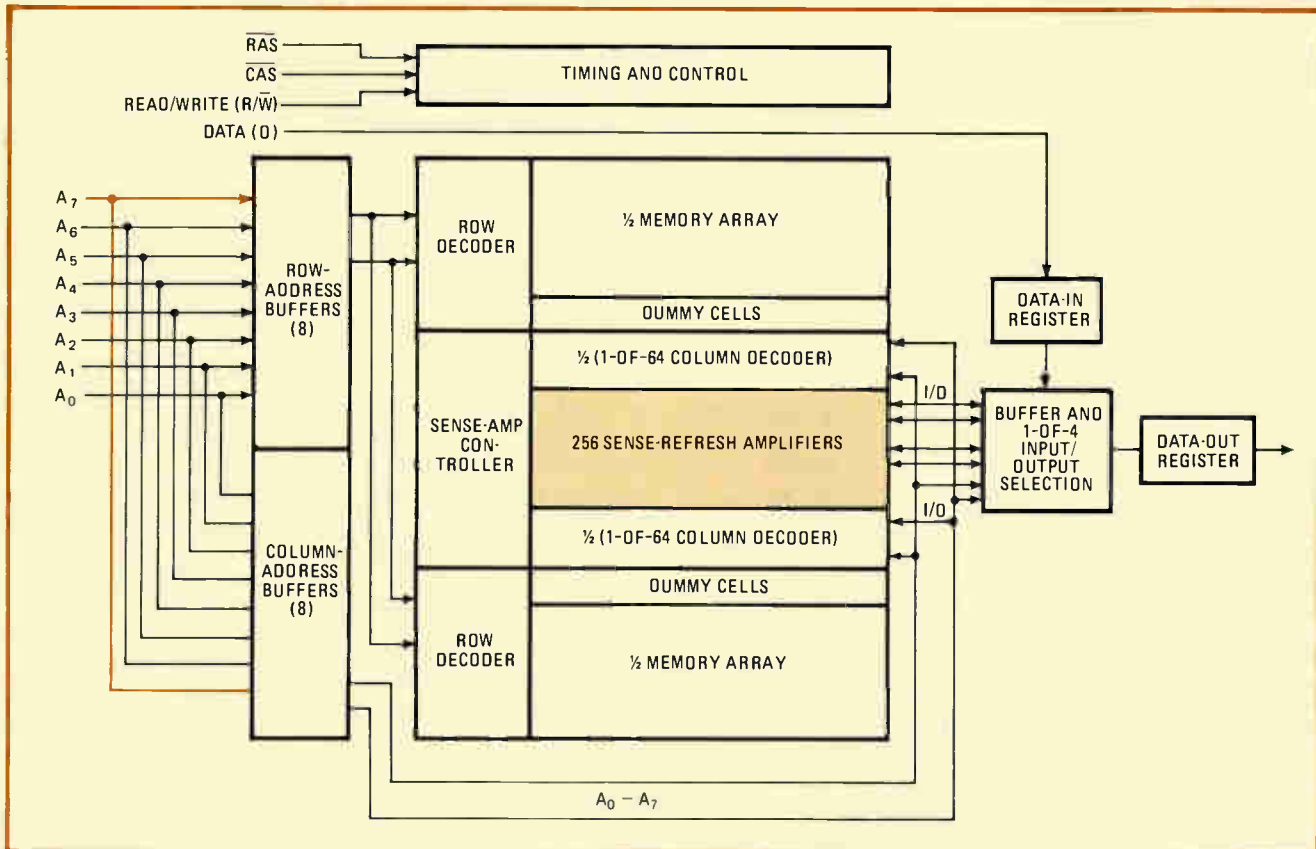 R̅A̅S̅
C̅A̅S̅
READ/WRITE (R/W̅)
DATA (D)
TIMING AND CONTROL
A₇
A₆
A₅
A₄
A₃
A₂
A₁
A₀
ROW-
ADDRESS
BUFFERS
(8)
COLUMN-
ADDRESS
BUFFERS
(8)
ROW
DECODER
½ MEMORY ARRAY
DUMMY CELLS
½ (1-OF-64 COLUMN DECODER)
SENSE-AMP
CON-
TROLLER
256 SENSE-REFRESH AMPLIFIERS
½ (1-OF-64 COLUMN DECODER)
DUMMY CELLS
ROW
DECODER
½ MEMORY ARRAY
DATA-IN
REGISTER
I/O
BUFFER AND
1-OF-4
INPUT/
OUTPUT
SELECTION
I/O
DATA-OUT
REGISTER
A₀ – A₇